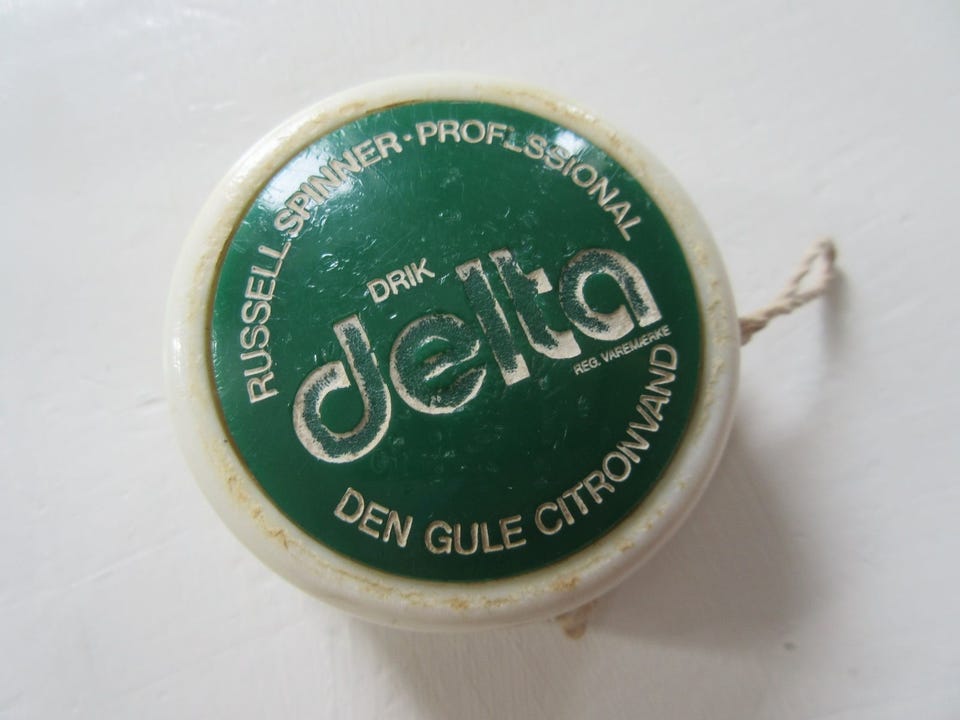 RUSSELL SPINNER · PROFESSIONAL
DRIK
delta
REG. VAREMÆRKE
DEN GULE CITRONVAND